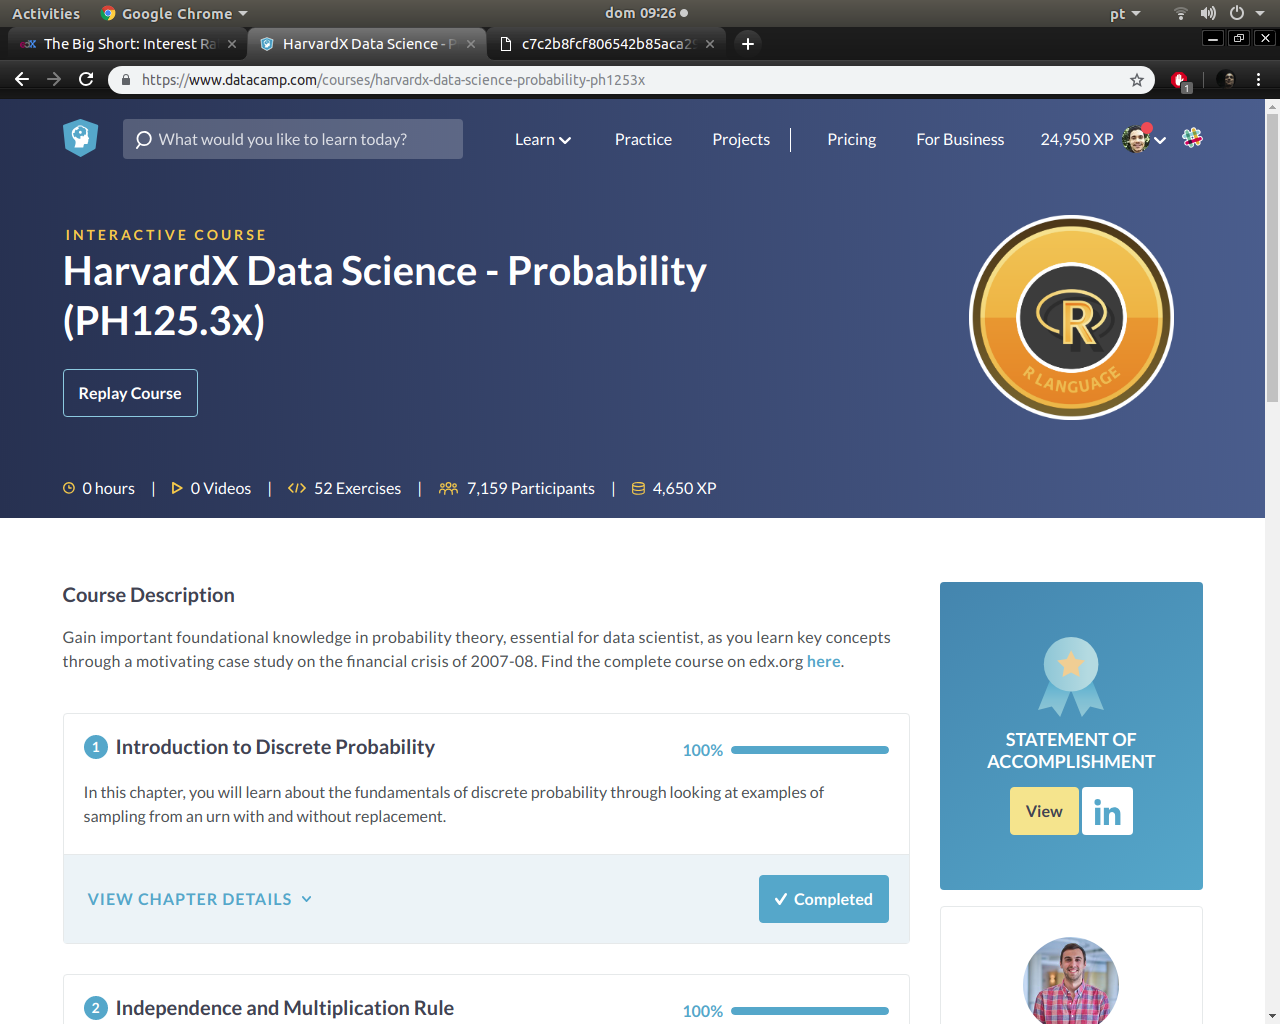 Activities Google Chrome dom 09:26 pt
The Big Short: Interest Ra HarvardX Data Science - P c7c2b8fcf806542b85aca29
https://www.datacamp.com/courses/harvardx-data-science-probability-ph1253x 1
What would you like to learn today? Learn Practice Projects Pricing For Business 24,950 XP
INTERACTIVE COURSE
HarvardX Data Science - Probability
(PH125.3x)
R
R LANGUAGE
Replay Course
0 hours | 0 Videos | 52 Exercises | 7,159 Participants | 4,650 XP
Course Description
Gain important foundational knowledge in probability theory, essential for data scientist, as you learn key concepts
through a motivating case study on the financial crisis of 2007-08. Find the complete course on edx.org here.
STATEMENT OF
ACCOMPLISHMENT
View in
1 Introduction to Discrete Probability 100%
In this chapter, you will learn about the fundamentals of discrete probability through looking at examples of
sampling from an urn with and without replacement.
VIEW CHAPTER DETAILS Completed
2 Independence and Multiplication Rule 100%